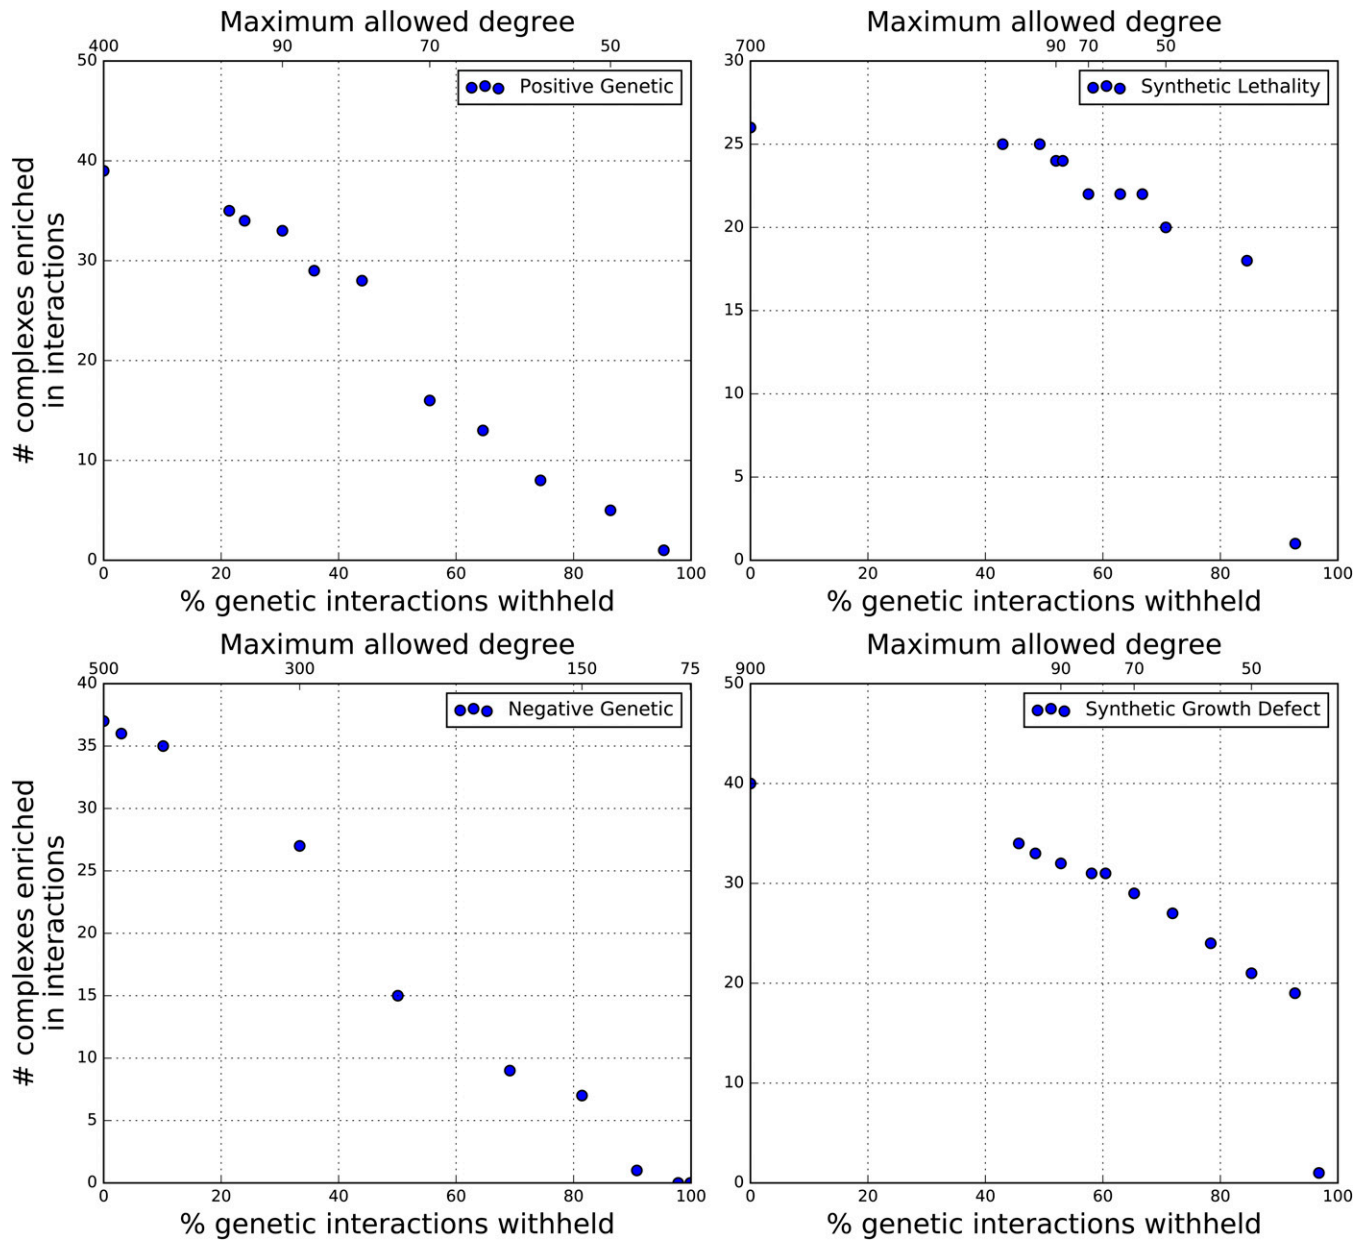 Maximum allowed degree
400 90 70 50
50
40
30
20
10
0
# complexes enriched
in interactions
Positive Genetic
0 20 40 60 80 100
% genetic interactions withheld
Maximum allowed degree
700 90 70 50
30
25
20
15
10
5
0
Synthetic Lethality
0 20 40 60 80 100
% genetic interactions withheld
Maximum allowed degree
500 300 150 75
40
35
30
25
20
15
10
5
0
# complexes enriched
in interactions
Negative Genetic
0 20 40 60 80 100
% genetic interactions withheld
Maximum allowed degree
900 90 70 50
50
40
30
20
10
0
Synthetic Growth Defect
0 20 40 60 80 100
% genetic interactions withheld